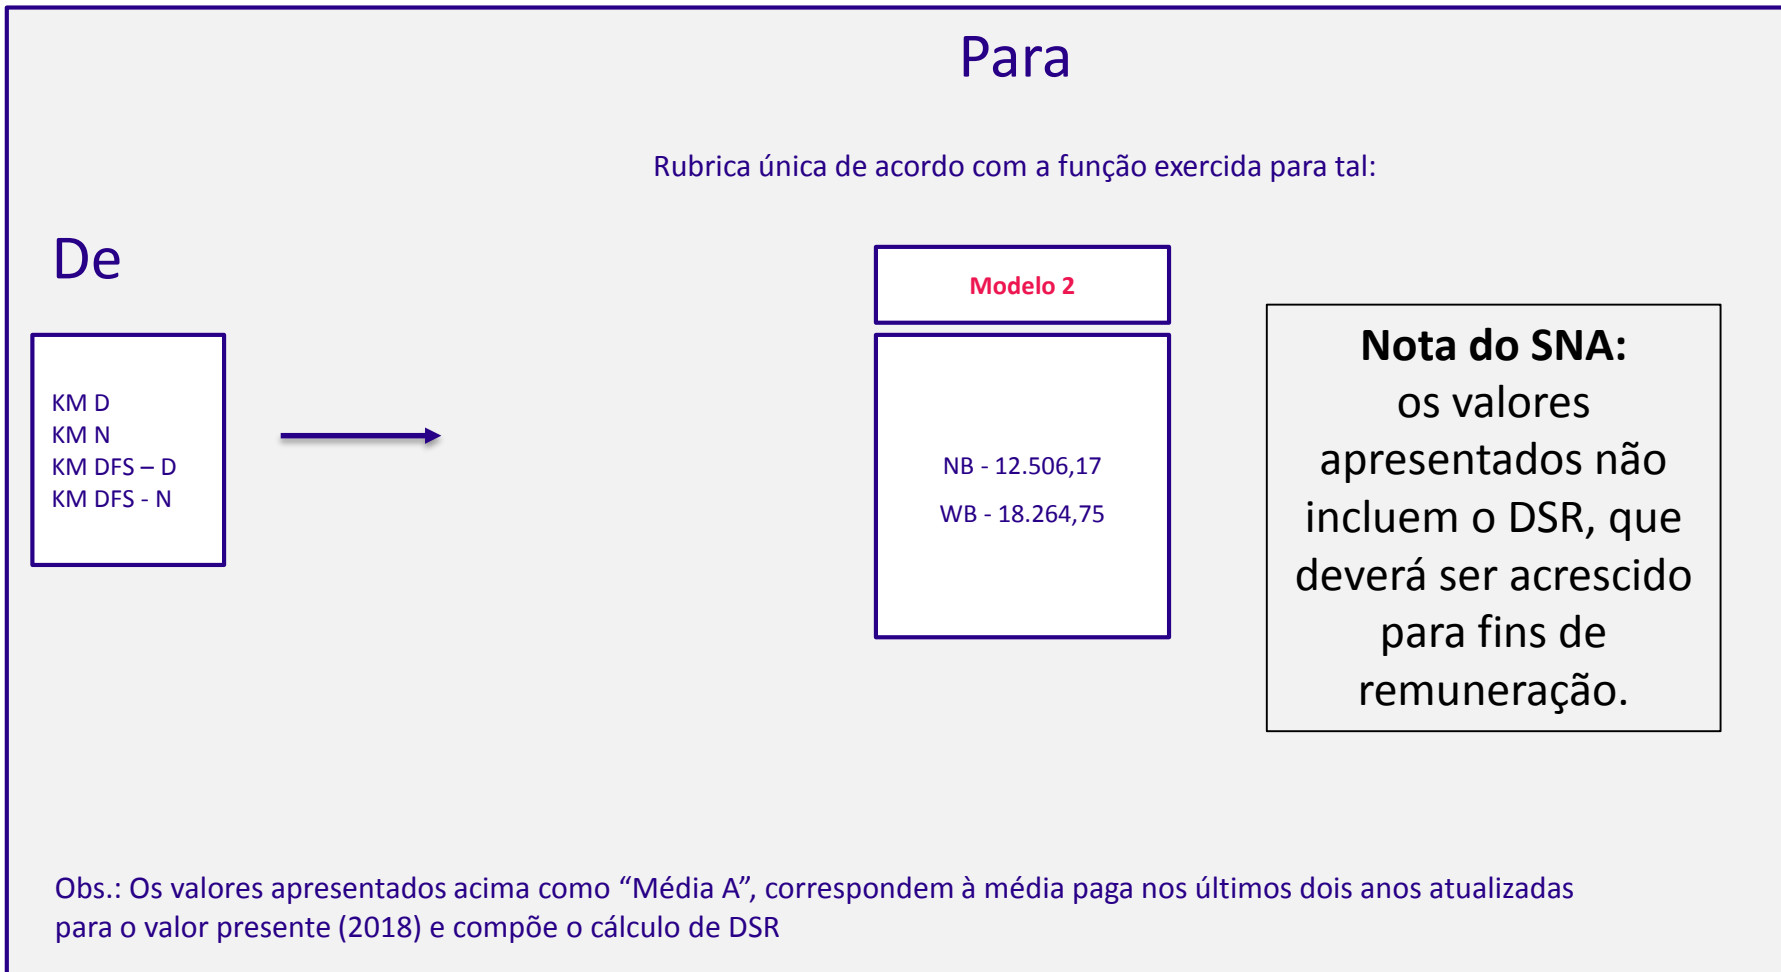 Para
Rubrica única de acordo com a função exercida para tal:
De
KM D
KM N
KM DFS – D
KM DFS - N
Modelo 2
NB - 12.506,17
WB - 18.264,75
Nota do SNA:
os valores
apresentados não
incluem o DSR, que
deverá ser acrescido
para fins de
remuneração.
Obs.: Os valores apresentados acima como “Média A”, correspondem à média paga nos últimos dois anos atualizadas
para o valor presente (2018) e compõe o cálculo de DSR